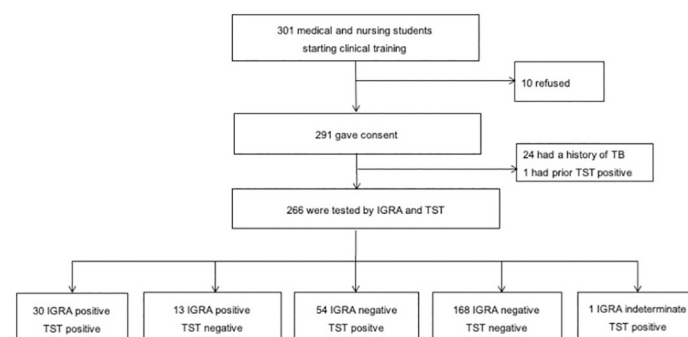 301 medical and nursing students
starting clinical training
10 refused
291 gave consent
24 had a history of TB
1 had prior TST positive
266 were tested by IGRA and TST
30 IGRA positive
TST positive
13 IGRA positive
TST negative
54 IGRA negative
TST positve
168 IGRA negative
TST negative
1 IGRA indeterminate
TST positive